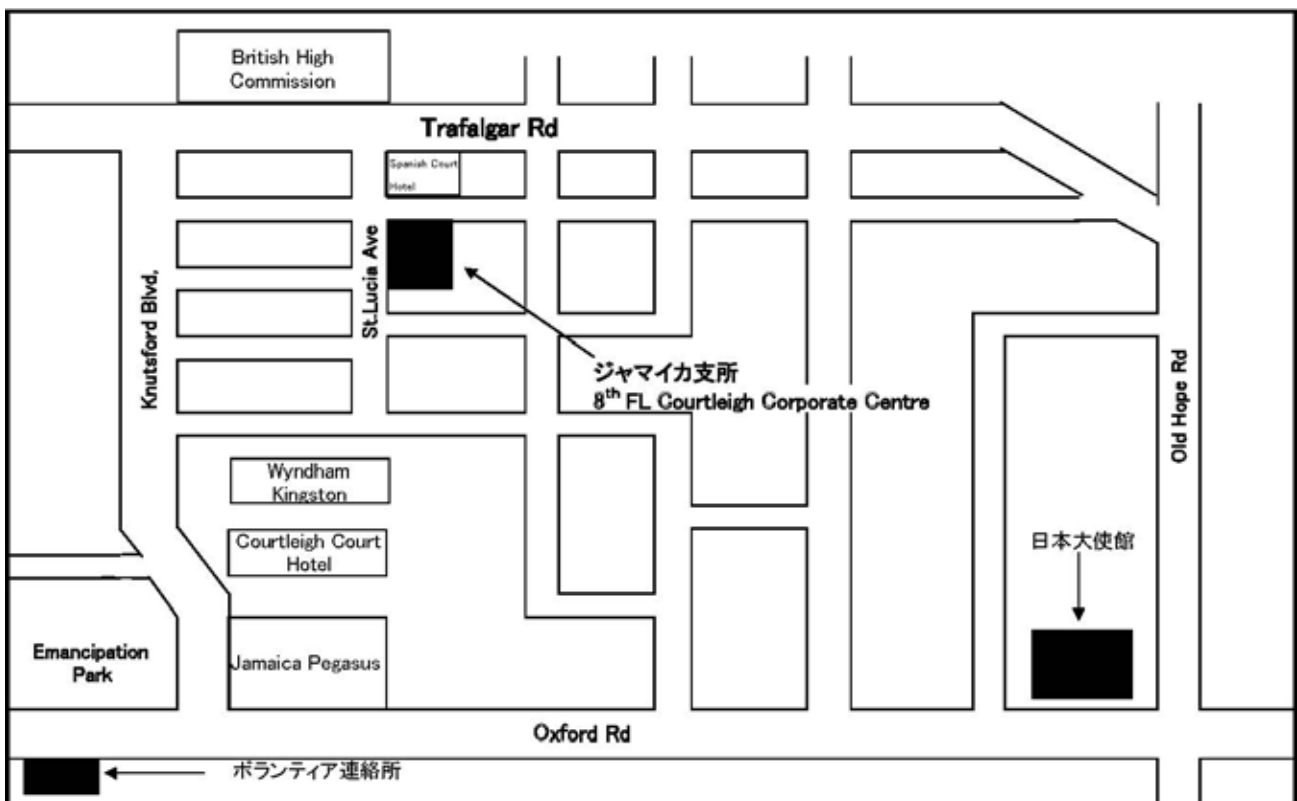 British High
Commission
Trafalgar Rd
Spanish Court
Hotel
Knutsford Blvd,
St.Lucia Ave
ジャマイカ支所
8th FL Courtleigh Corporate Centre
Old Hope Rd
Wyndham
Kingston
Courtleigh Court
Hotel
日本大使館
Emancipation
Park
Jamaica Pegasus
Oxford Rd
ボランティア連絡所